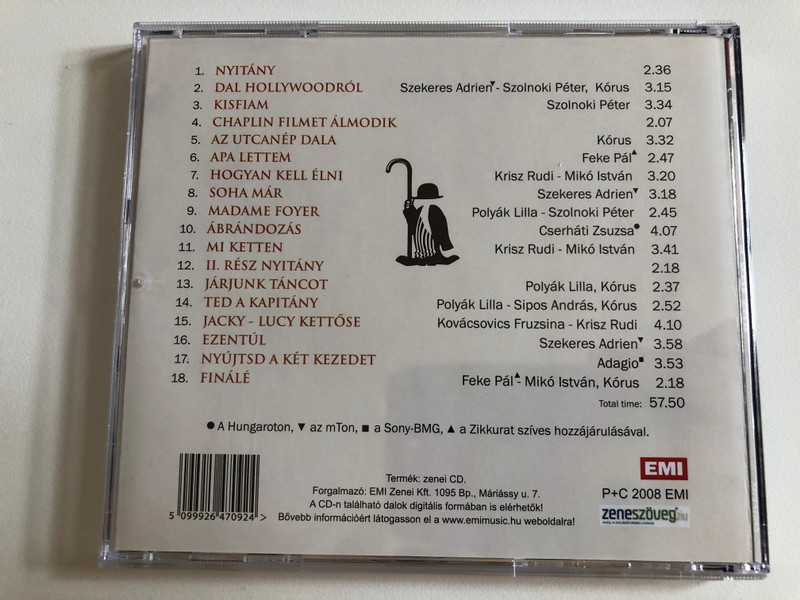 1. NYITÁNY 2.36
2. DAL HOLLYWOODRÓL Szekeres Adrien▼- Szolnoki Péter, Kórus 3.15
3. KISFIAM Szolnoki Péter 3.34
4. CHAPLIN FILMET ÁLMODIK 2.07
5. AZ UTCANÉP DALA Kórus 3.32
6. APA LETTEM Feke Pál▲ 2.47
7. HOGYAN KELL ÉLNI Krisz Rudi - Mikó István 3.20
8. SOHA MÁR Szekeres Adrien▼ 3.18
9. MADAME FOYER Polyák Lilla - Szolnoki Péter 2.45
10. ÁBRÁNDOZÁS Cserháti Zsuzsa● 4.07
11. MI KETTEN Krisz Rudi - Mikó István 3.41
12. II. RÉSZ NYITÁNY 2.18
13. JÁRJUNK TÁNCOT Polyák Lilla, Kórus 2.37
14. TED A KAPITÁNY Polyák Lilla - Sipos András, Kórus 2.52
15. JACKY - LUCY KETTŐSE Kovácsovics Fruzsina - Krisz Rudi 4.10
16. EZENTÚL Szekeres Adrien▼ 3.58
17. NYÚJTSD A KÉT KEZEDET Adagio■ 3.53
18. FINÁLÉ Feke Pál▲- Mikó István, Kórus 2.18
Total time: 57.50
● A Hungaroton, ▼ az mTon, ■ a Sony-BMG, ▲ a Zikkurat szíves hozzájárulásával.
EMI
Termék: zenei CD.
Forgalmazó: EMI Zenei Kft. 1095 Bp., Máriássy u. 7.
A CD-n található dalok digitális formában is elérhetők!
Bővebb információért látogasson el a www.emimusic.hu weboldalra!
P+C 2008 EMI
zeneszöveg.hu
5 099926 470924 >